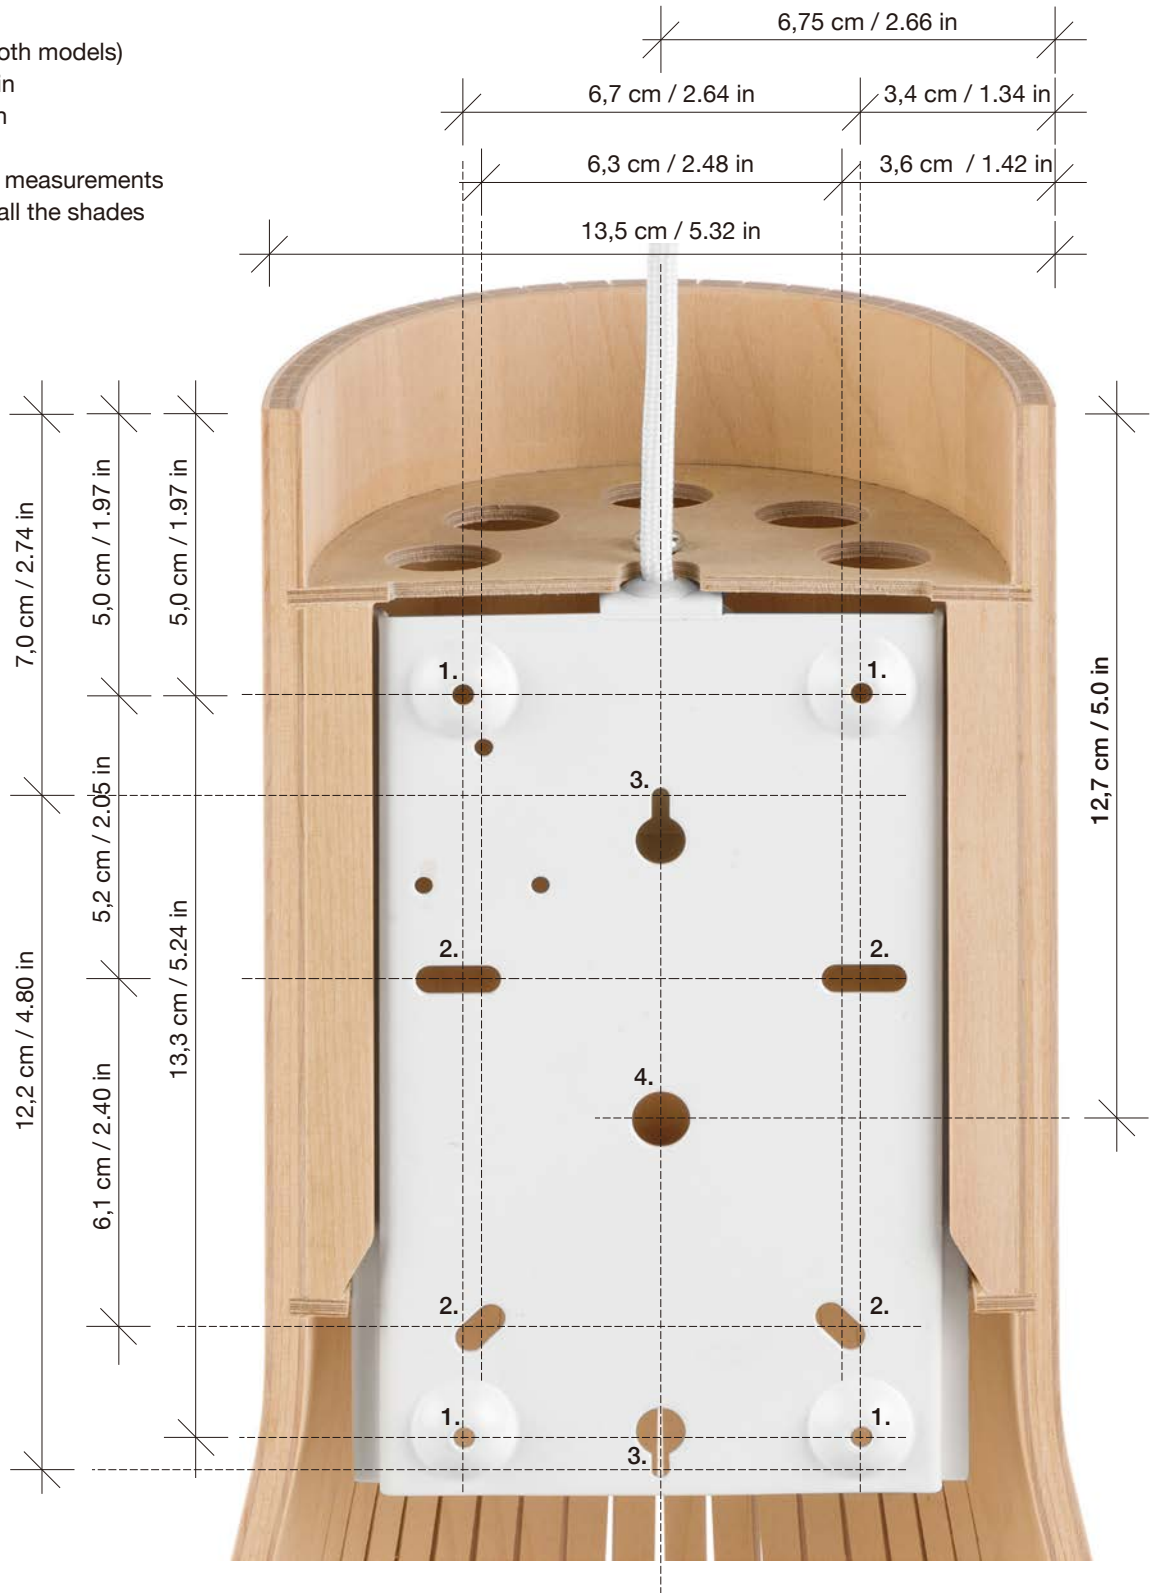 6,75 cm / 2.66 in
oth models)
in
6,7 cm / 2.64 in
3,4 cm / 1.34 in
6,3 cm / 2.48 in
3,6 cm / 1.42 in
measurements
all the shades
13,5 cm / 5.32 in
7,0 cm / 2.74 in
5,0 cm / 1.97 in
5,0 cm / 1.97 in
1.
1.
12,7 cm / 5.0 in
3.
5,2 cm / 2.05 in
2.
2.
12,2 cm / 4.80 in
13,3 cm / 5.24 in
4.
6,1 cm / 2.40 in
2.
2.
1.
1.
3.